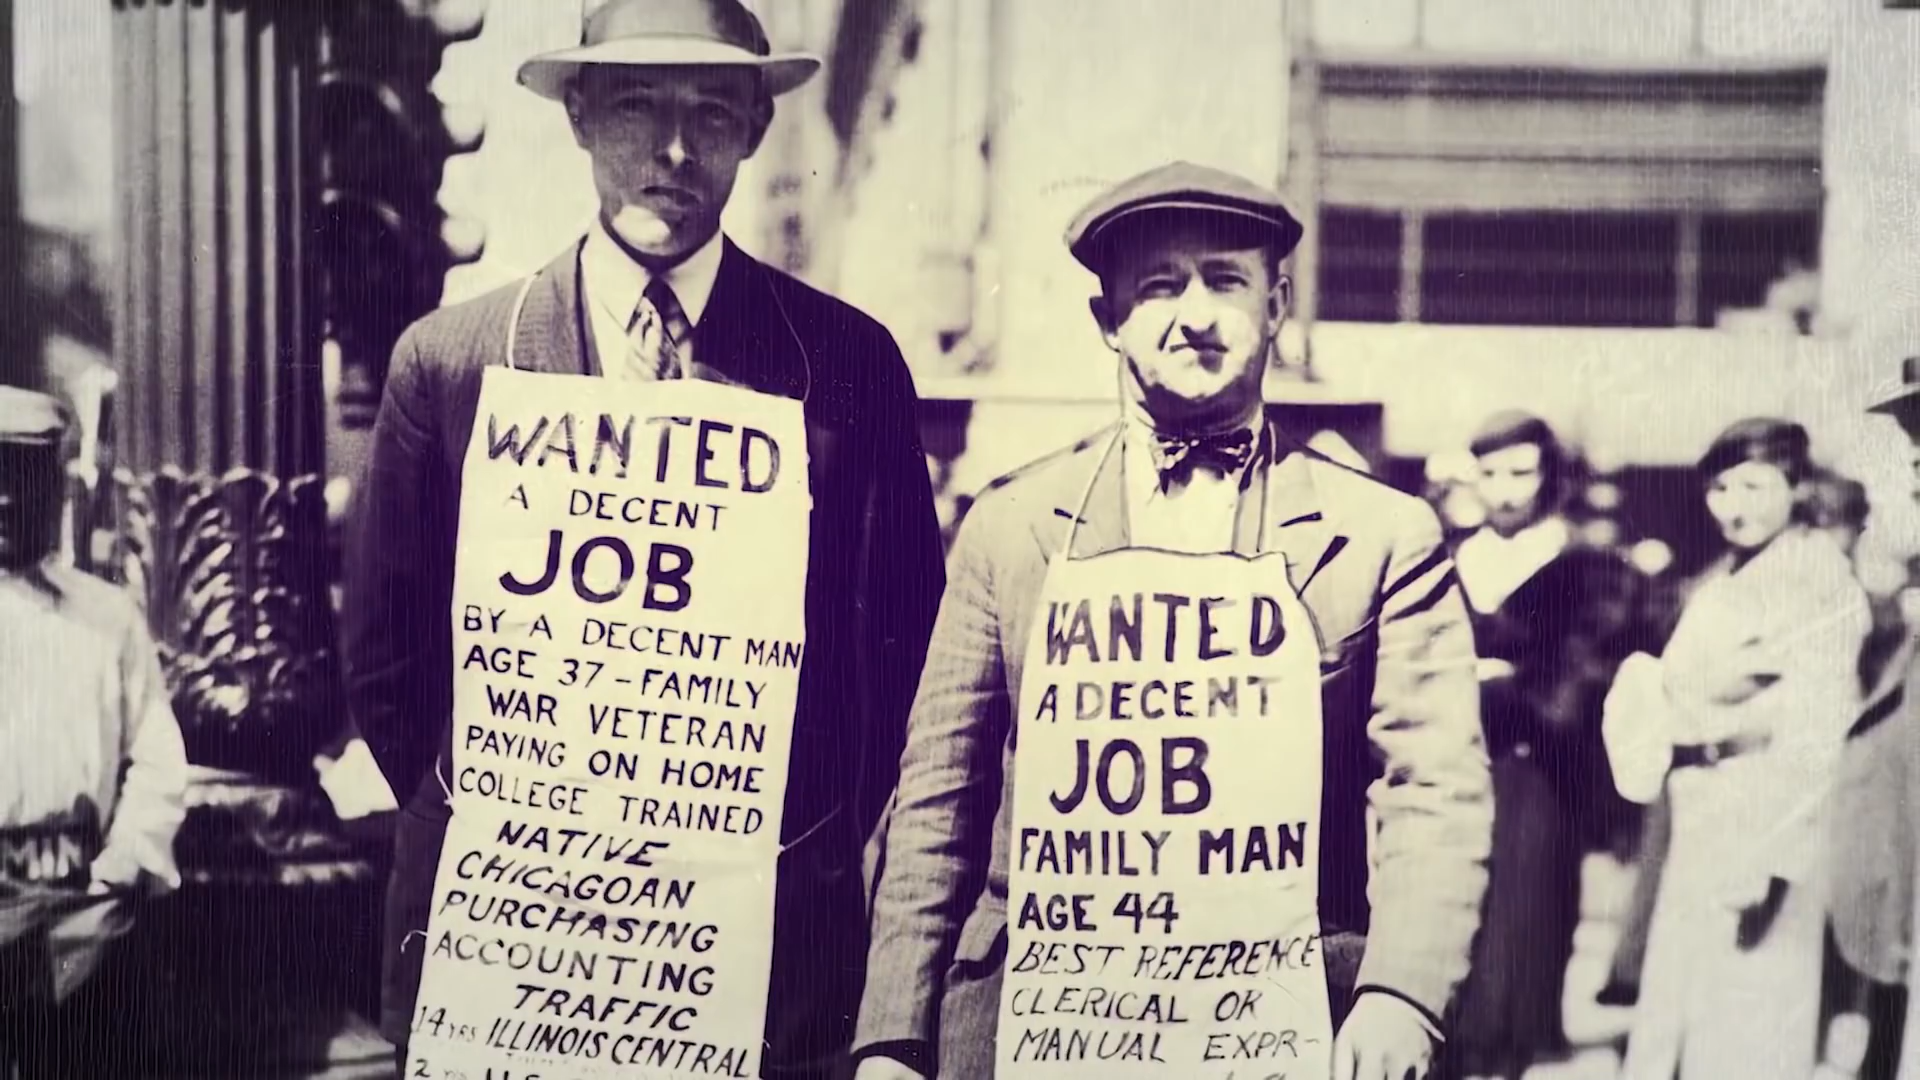 WANTED
A DECENT
JOB
BY A DECENT MAN
AGE 37 - FAMILY
WAR VETERAN
PAYING ON HOME
COLLEGE TRAINED
NATIVE
CHICAGOAN
PURCHASING
ACCOUNTING
TRAFFIC
14 YRS ILLINOIS CENTRAL
2
WANTED
A DECENT
JOB
FAMILY MAN
AGE 44
BEST REFERENCE
CLERICAL OR
MANUAL EXPR-